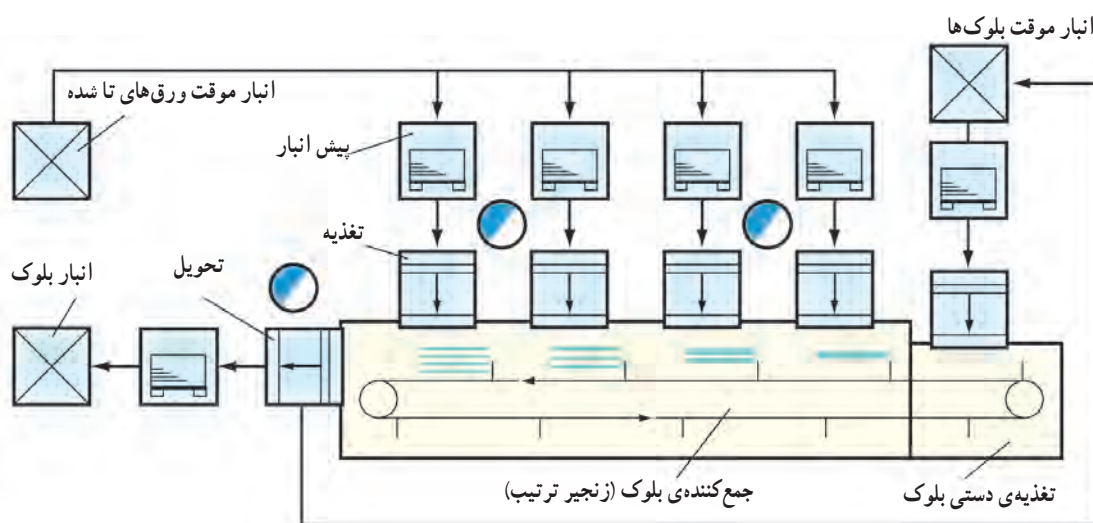 انبار موقت بلوک‌ها
انبار موقت ورق‌های تا شده
پیش انبار
تغذیه
تحویل
انبار بلوک
جمع‌کننده‌ی بلوک (زنجیر ترتیب)
تغذیه‌ی دستی بلوک